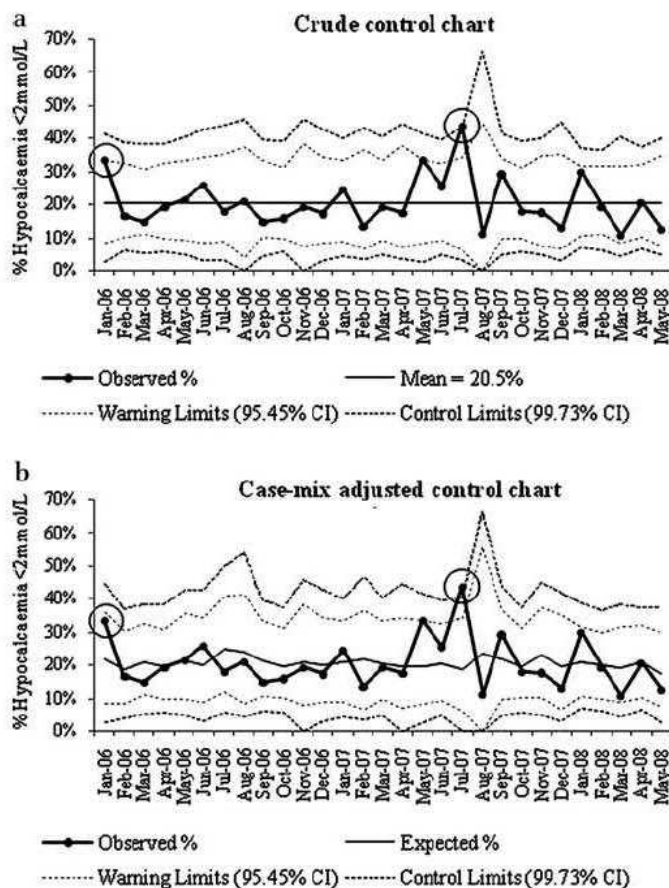 a
Crude control chart
% Hypocalcaemia <2mmol/L
70%
60%
50%
40%
30%
20%
10%
0%
Jan-06 Feb-06 Mar-06 Apr-06 May-06 Jun-06 Jul-06 Aug-06 Sep-06 Oct-06 Nov-06 Dec-06 Jan-07 Feb-07 Mar-07 Apr-07 May-07 Jun-07 Jul-07 Aug-07 Sep-07 Oct-07 Nov-07 Dec-07 Jan-08 Feb-08 Mar-08 Apr-08 May-08
Observed % Mean = 20.5%
Warning Limits (95.45% CI) Control Limits (99.73% CI)
b
Case-mix adjusted control chart
% Hypocalcaemia <2mmol/L
70%
60%
50%
40%
30%
20%
10%
0%
Jan-06 Feb-06 Mar-06 Apr-06 May-06 Jun-06 Jul-06 Aug-06 Sep-06 Oct-06 Nov-06 Dec-06 Jan-07 Feb-07 Mar-07 Apr-07 May-07 Jun-07 Jul-07 Aug-07 Sep-07 Oct-07 Nov-07 Dec-07 Jan-08 Feb-08 Mar-08 Apr-08 May-08
Observed % Expected %
Warning Limits (95.45% CI) Control Limits (99.73% CI)